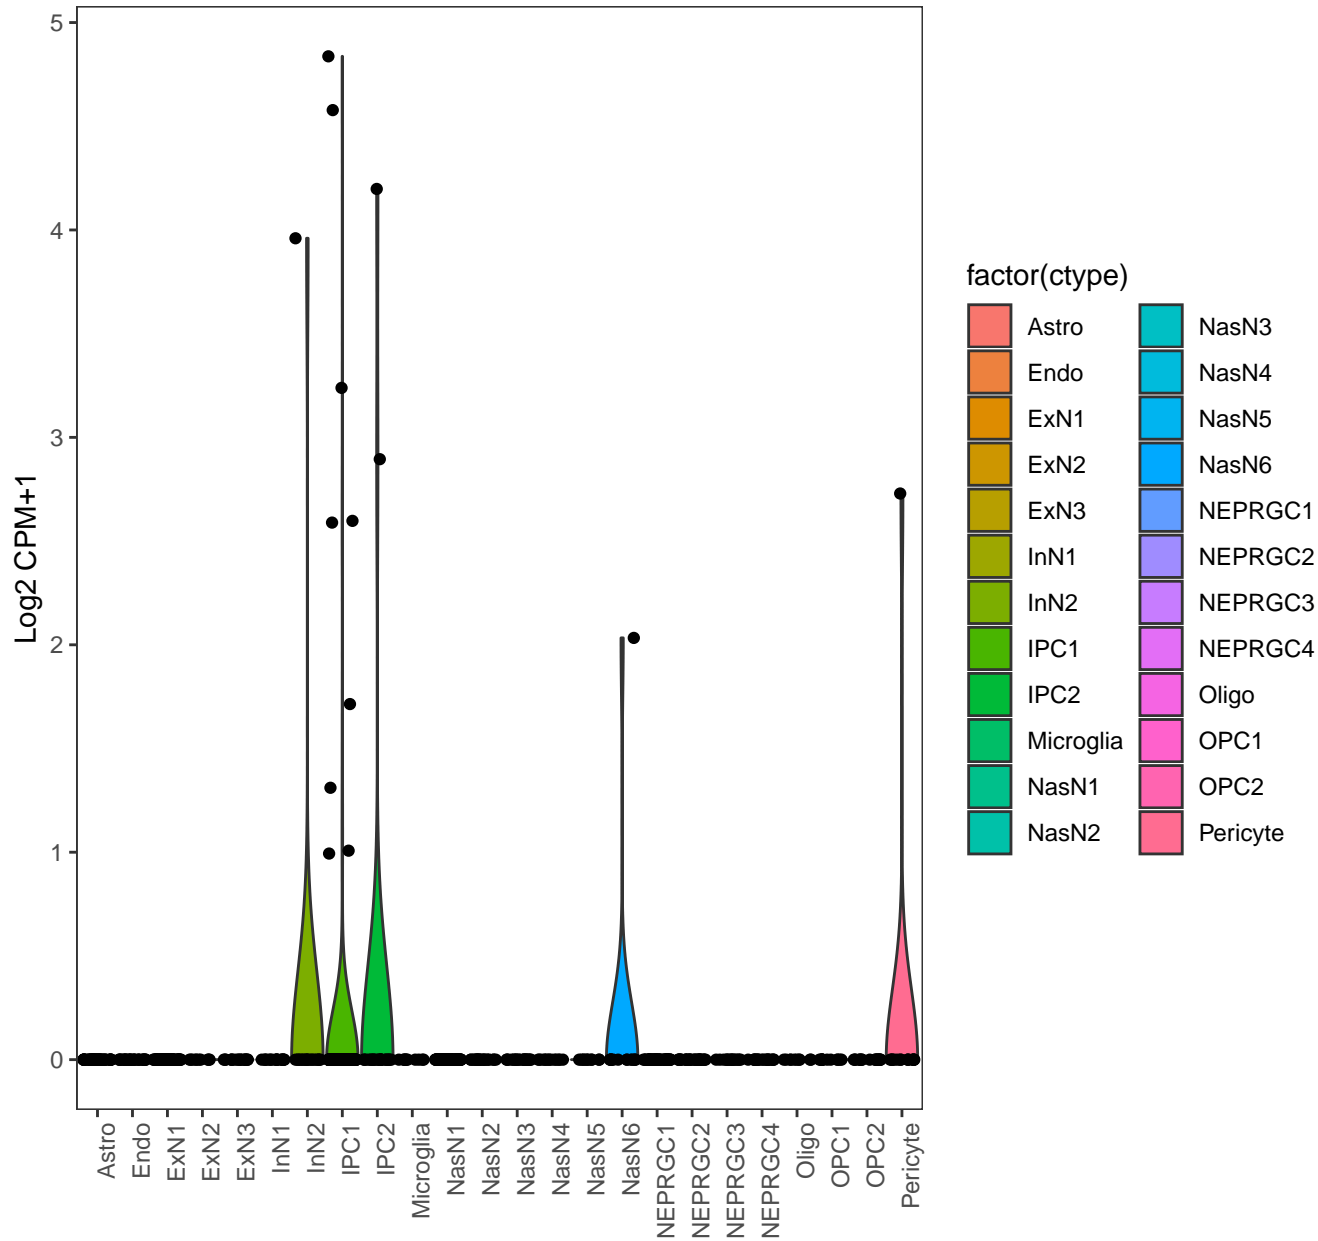 5
4
3
2
1
0
Log2 CPM+1
Astro
Endo
ExN1
ExN2
ExN3
InN1
InN2
IPC1
IPC2
Microglia
NasN1
NasN2
NasN3
NasN4
NasN5
NasN6
NEPRGC1
NEPRGC2
NEPRGC3
NEPRGC4
Oligo
OPC1
OPC2
Pericyte
factor(ctype)
Astro
Endo
ExN1
ExN2
ExN3
InN1
InN2
IPC1
IPC2
Microglia
NasN1
NasN2
NasN3
NasN4
NasN5
NasN6
NEPRGC1
NEPRGC2
NEPRGC3
NEPRGC4
Oligo
OPC1
OPC2
Pericyte